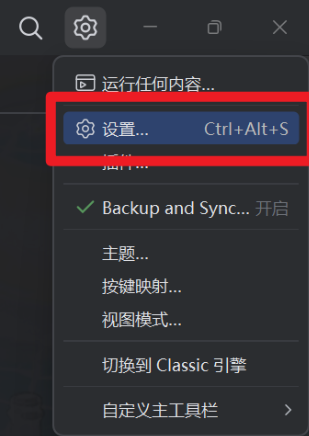 运行任何内容...
设置... Ctrl+Alt+S
插件...
Backup and Sync... 开启
主题...
按键映射...
视图模式...
切换到 Classic 引擎
自定义主工具栏